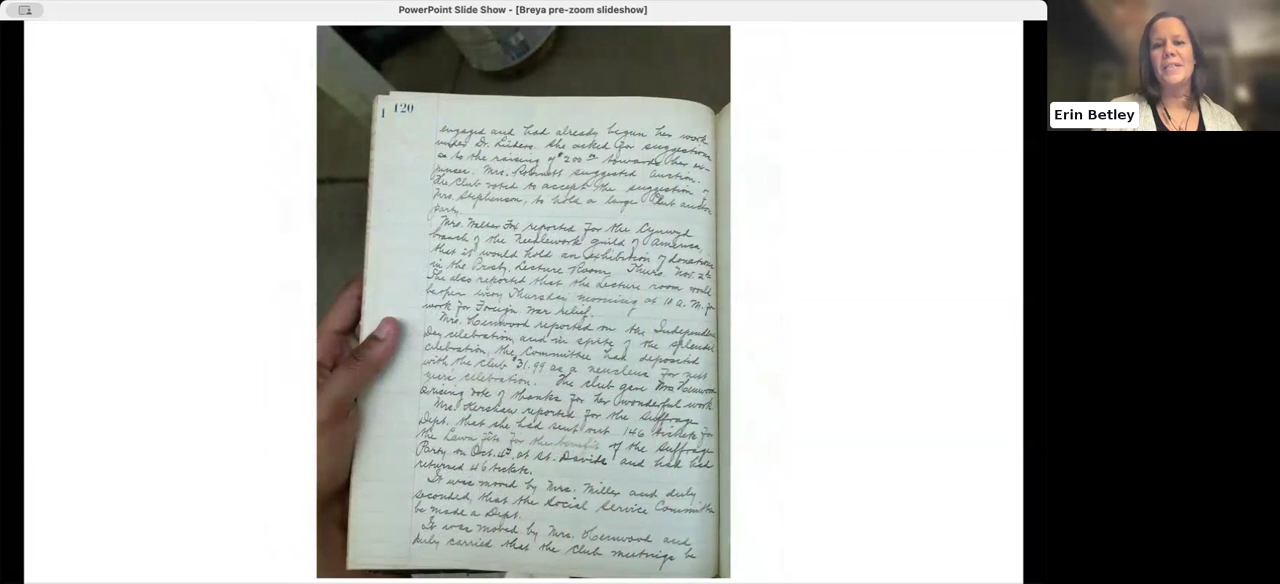 PowerPoint Slide Show - [Breya pre-zoom slideshow]
Erin Betley
1 120
engaged and had already begun her work
under Dr. Lüders. She asked for suggestions
as to the raising of $200 00 towards her ex-
penses. Mrs. Robinett suggested auction.
The Club voted to accept the suggestion of
Mrs. Stephenson, to hold a large Club auction
party.
Mrs. Walter Fox reported for the Cynwyd
branch of the Needlework Guild of America,
that it would hold an exhibition of donations
in the Presby. Lecture Room, Thurs. Nov. 2nd
She also reported that the Lecture room would
be open every Thursday morning at 10 A. M. for
work for Foreign War relief.
Mrs. Henwood reported on the Independence
Day celebration, and in spite of the splendid
celebration, the Committee had deposited
with the Club $31.99 as a neucleus for next
years celebration. The club gave Mrs Henwood
a rising vote of thanks for her wonderful work
Mrs. Kershaw reported for the Suffrage
Dept. that she had sent out 146 tickets for
the Lawn fête for the benefit of the Suffrage
Party on Oct. 4th, at St. Davids and had had
returned 46 tickets.
It was moved by Mrs. Miller and duly
seconded, that the Social Service Committee
be made a Dept.
It was moved by Mrs. Henwood and
duly carried that the club meetings be